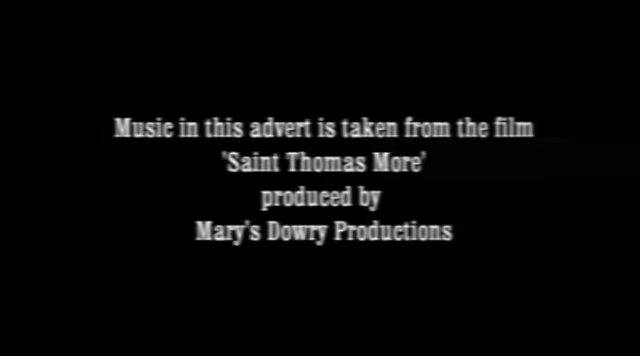 Music in this advert is taken from the film
'Saint Thomas More'
produced by
Mary's Dowry Productions